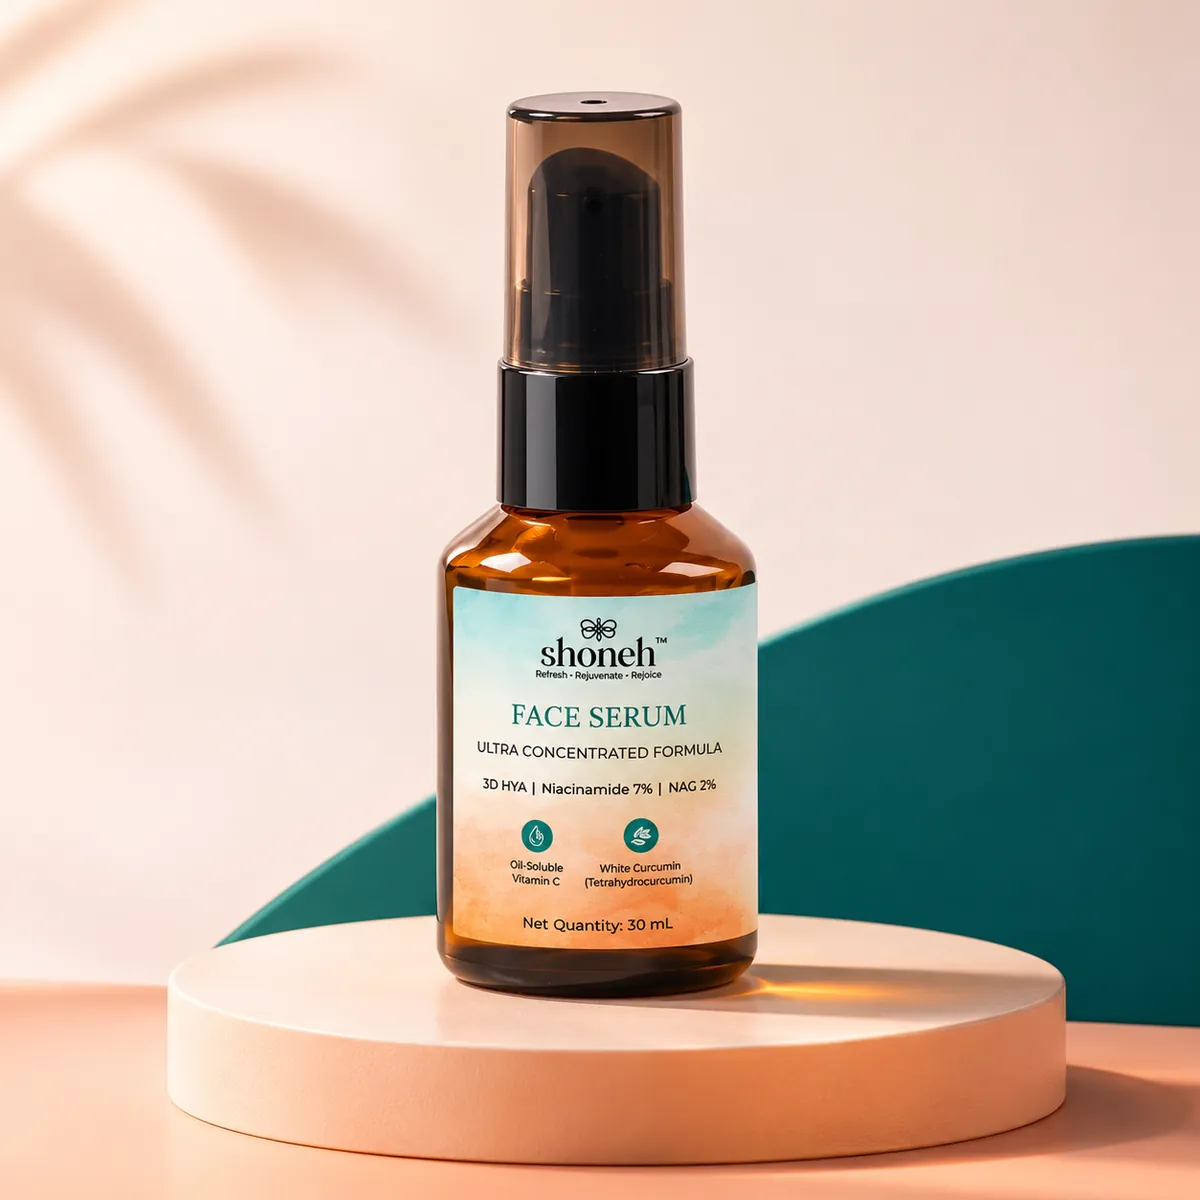 shoneh™
Refresh - Rejuvenate - Rejoice
FACE SERUM
ULTRA CONCENTRATED FORMULA
3D HYA | Niacinamide 7% | NAG 2%
Oil-Soluble
Vitamin C
White Curcumin
(Tetrahydrocurcumin)
Net Quantity: 30 mL